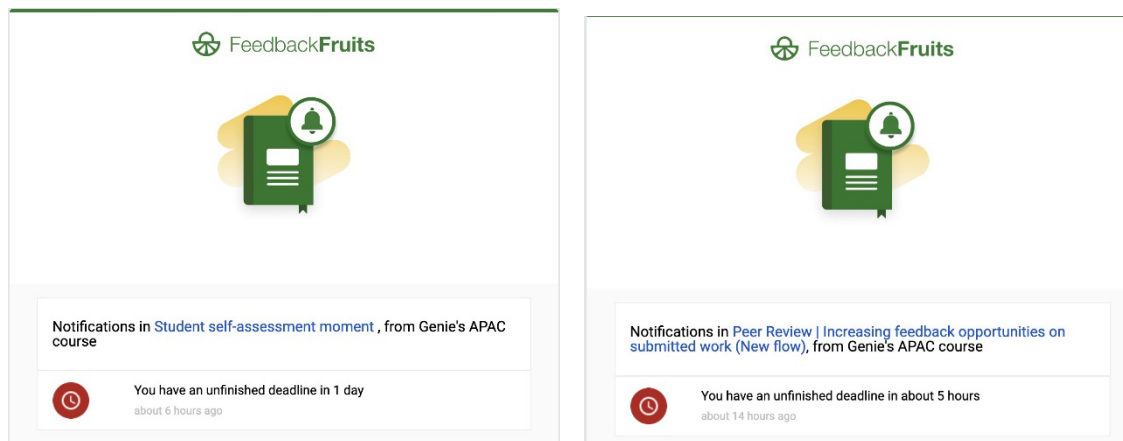 FeedbackFruits
Notifications in Student self-assessment moment , from Genie's APAC
course
You have an unfinished deadline in 1 day
about 6 hours ago
FeedbackFruits
Notifications in Peer Review | Increasing feedback opportunities on
submitted work (New flow), from Genie's APAC course
You have an unfinished deadline in about 5 hours
about 14 hours ago